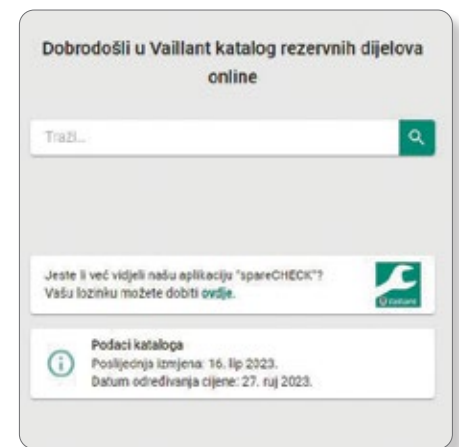 Dobrodošli u Vaillant katalog rezervnih dijelova
online
Traži...
Jeste li već vidjeli našu aplikaciju "spareCHECK"?
Vašu lozinku možete dobiti ovdje.
Vaillant
Podaci kataloga
Posljednja izmjena: 16. lip 2023.
Datum određivanja cijene: 27. ruj 2023.